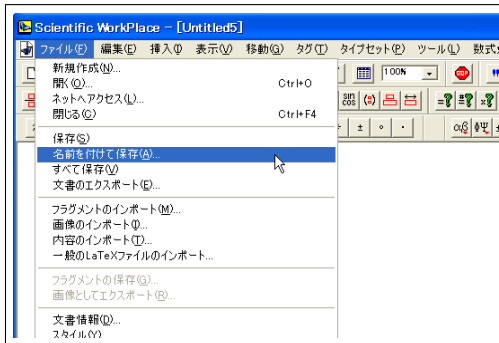 Scientific WorkPlace - [Untitled5]
ファイル(F) 編集(E) 挿入(I) 表示(V) 移動(G) タグ(T) タイプセット(P) ツール(L) 数式
新規作成(N)...
開く(O)... Ctrl+O
100%
ネットへアクセス(L)...
sin cos
閉じる(C) Ctrl+F4
保存(S)
名前を付けて保存(A)...
すべて保存(V)
文書のエクスポート(E)...
フラグメントのインポート(M)...
画像のインポート(I)...
内容のインポート(T)...
一般のLaTeXファイルのインポート...
フラグメントの保存(G)...
画像としてエクスポート(R)...
文書情報(D)...
スタイル(Y)...